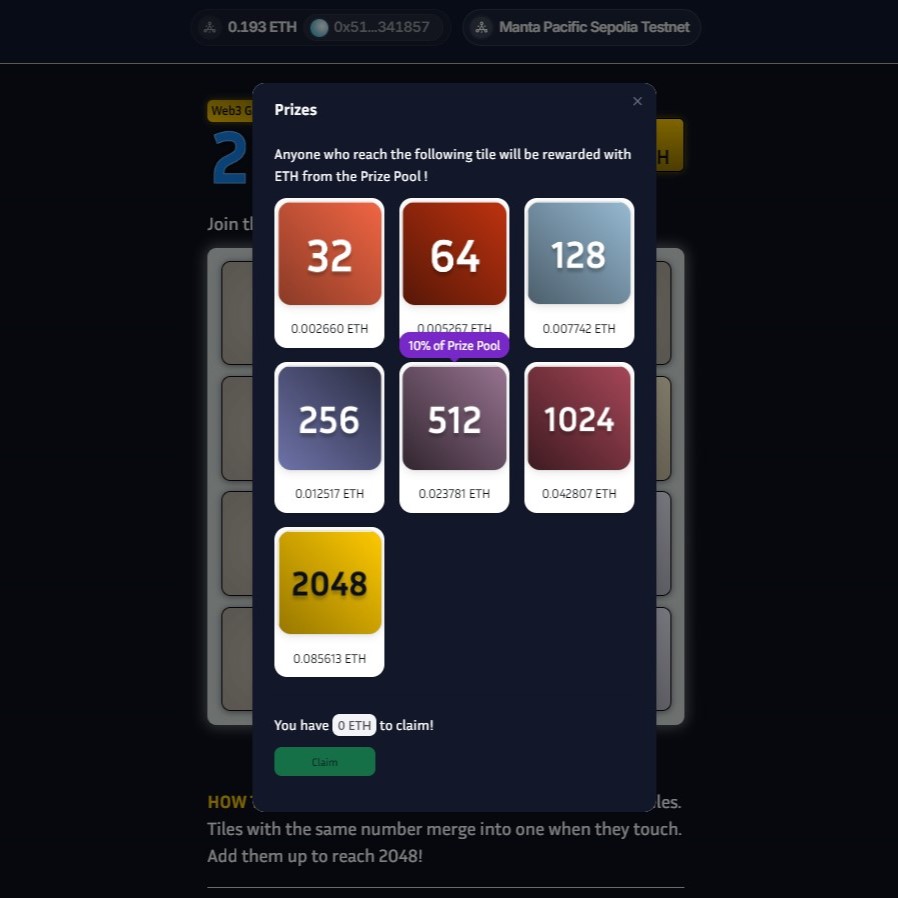 0.193 ETH 0x51...341857 Manta Pacific Sepolia Testnet
Prizes ×
Web3 G
2 H
Anyone who reach the following tile will be rewarded with
ETH from the Prize Pool !
Join th
32 64 128
0.002660 ETH 0.005267 ETH 0.007742 ETH
10% of Prize Pool
256 512 1024
0.012517 ETH 0.023781 ETH 0.042807 ETH
2048
0.085613 ETH
You have 0 ETH to claim!
Claim
HOW les.
Tiles with the same number merge into one when they touch.
Add them up to reach 2048!